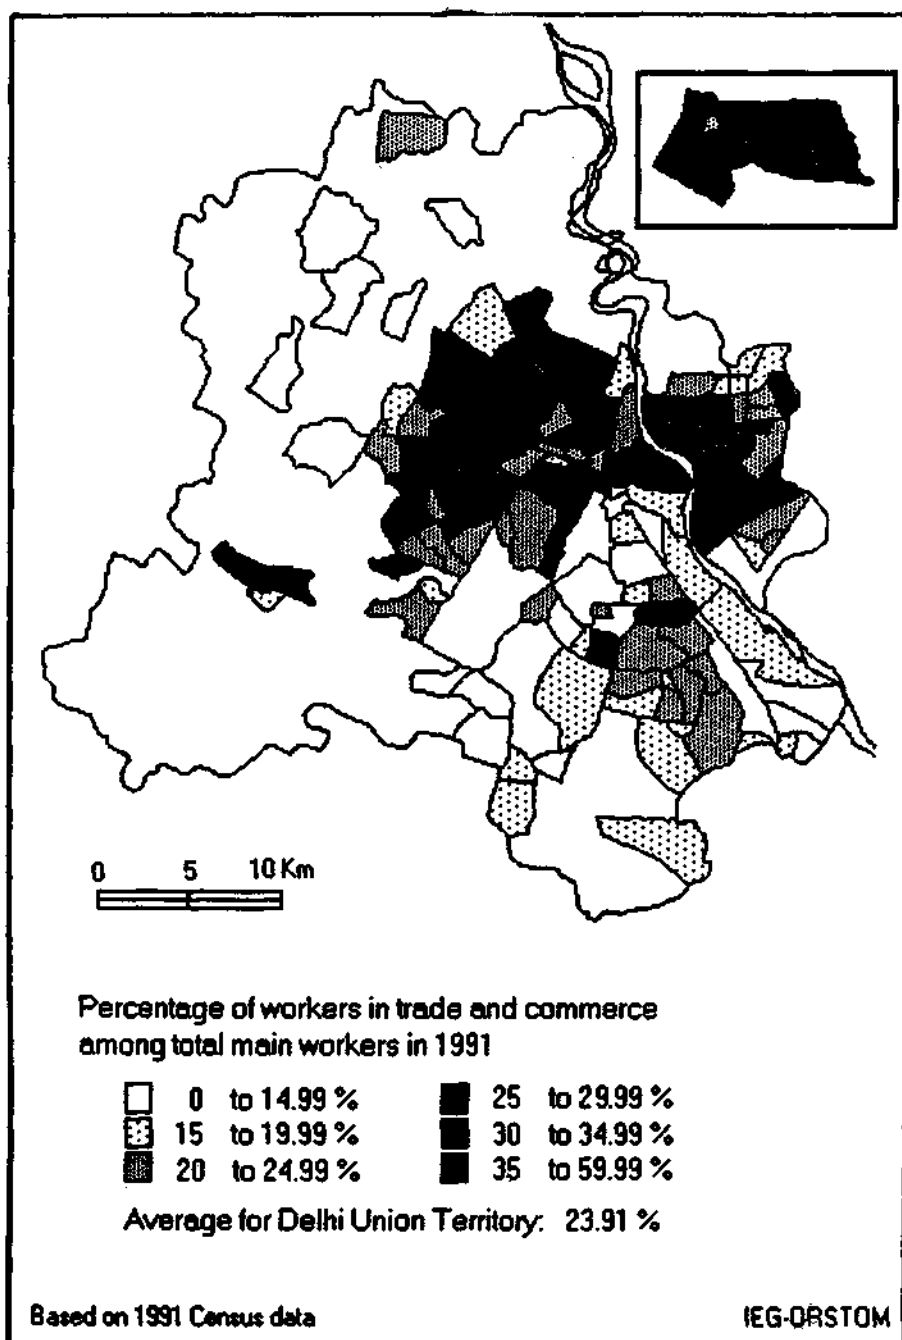 0 5 10 Km
Percentage of workers in trade and commerce
among total main workers in 1991
0 to 14.99 %
15 to 19.99 %
20 to 24.99 %
25 to 29.99 %
30 to 34.99 %
35 to 59.99 %
Average for Delhi Union Territory: 23.91 %
Based on 1991 Census data
IEG-ORSTOM